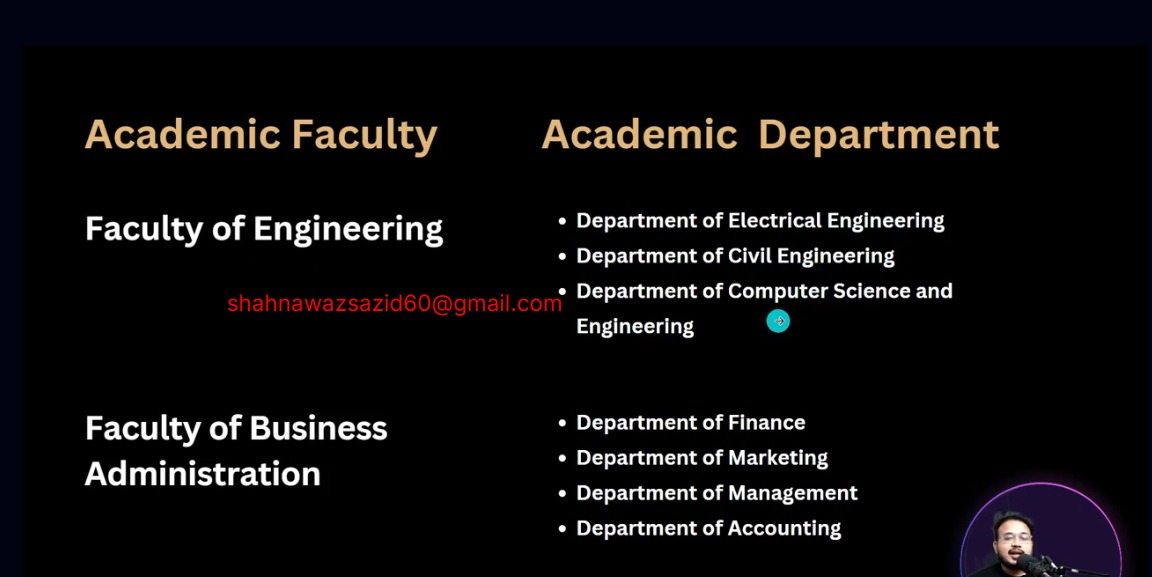 Academic Faculty
Academic Department
Faculty of Engineering
• Department of Electrical Engineering
• Department of Civil Engineering
• Department of Computer Science and
Engineering
shahnawazsazid60@gmail.com
Faculty of Business
Administration
• Department of Finance
• Department of Marketing
• Department of Management
• Department of Accounting